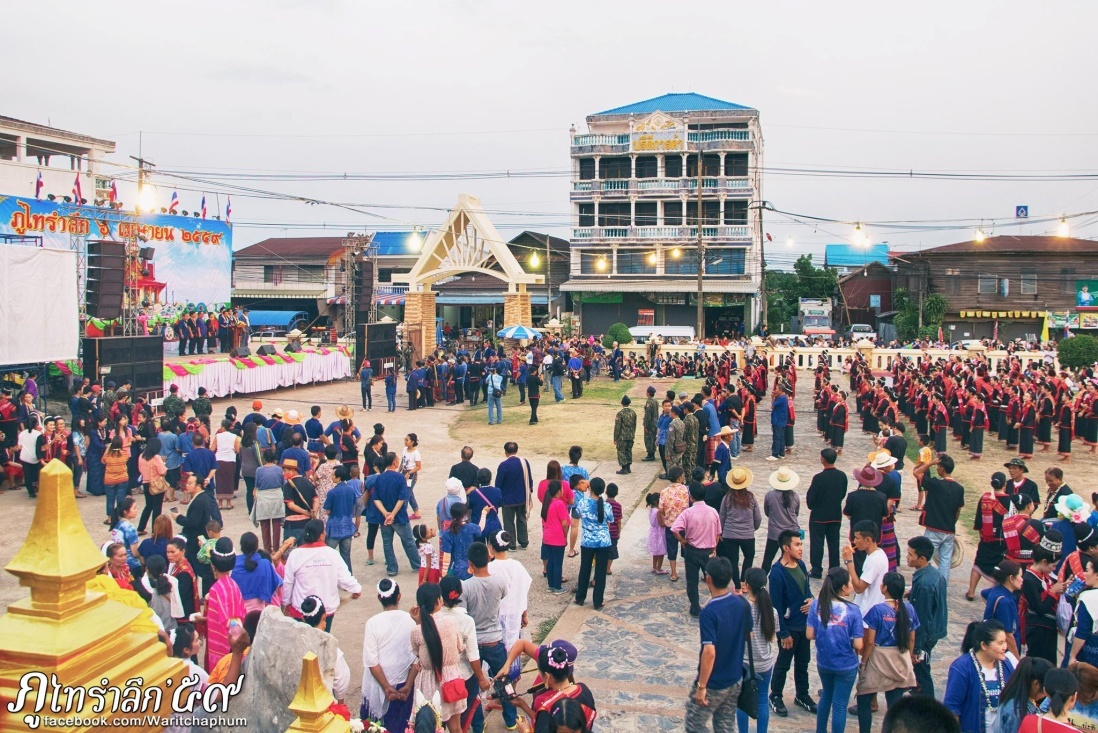 ภูไทรำลึก ๖ เมษายน ๒๕๕๙
ภูไทรำลึก'๕๙
facebook.com/Waritchaphum